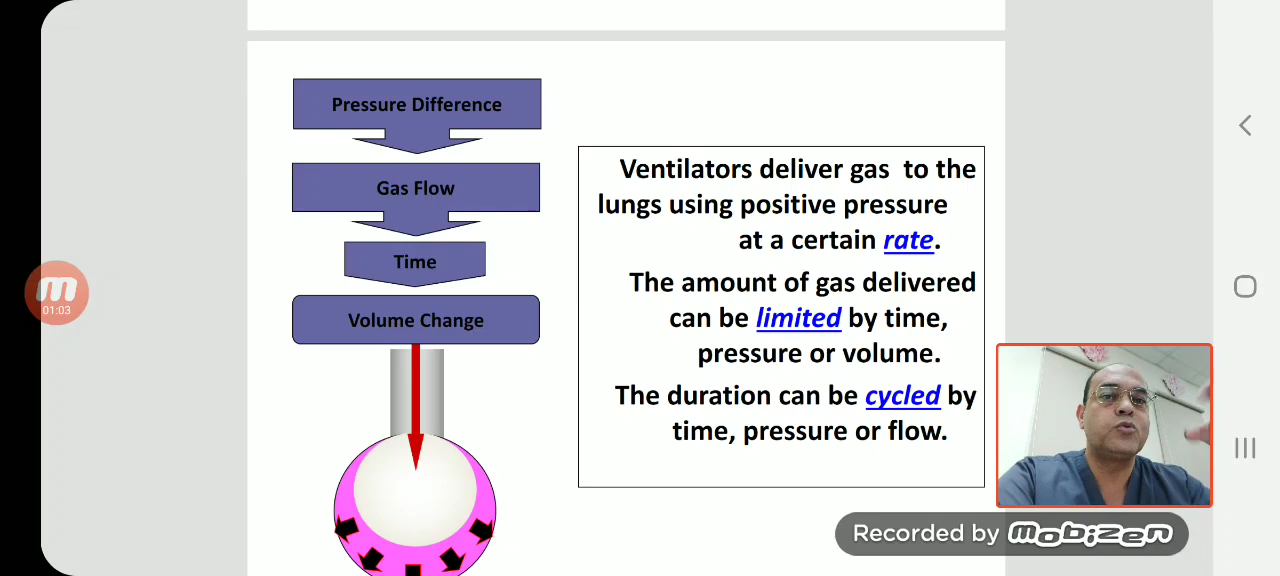 Pressure Difference
Gas Flow
Time
Volume Change
Ventilators deliver gas to the
lungs using positive pressure
at a certain rate.
The amount of gas delivered
can be limited by time,
pressure or volume.
The duration can be cycled by
time, pressure or flow.
m
01:03
Recorded by mobizen